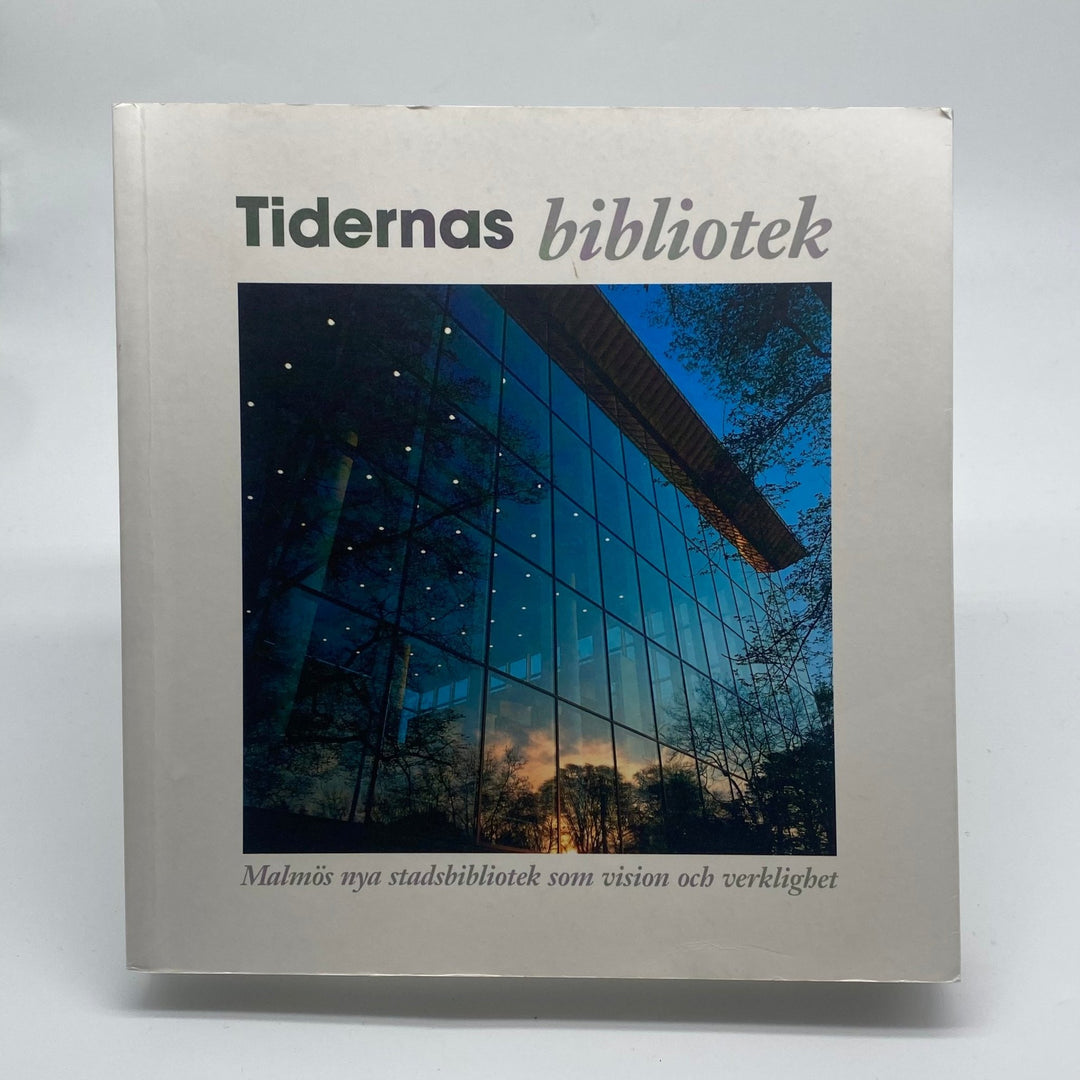 Tidernas bibliotek
Malmös nya stadsbibliotek som vision och verklighet